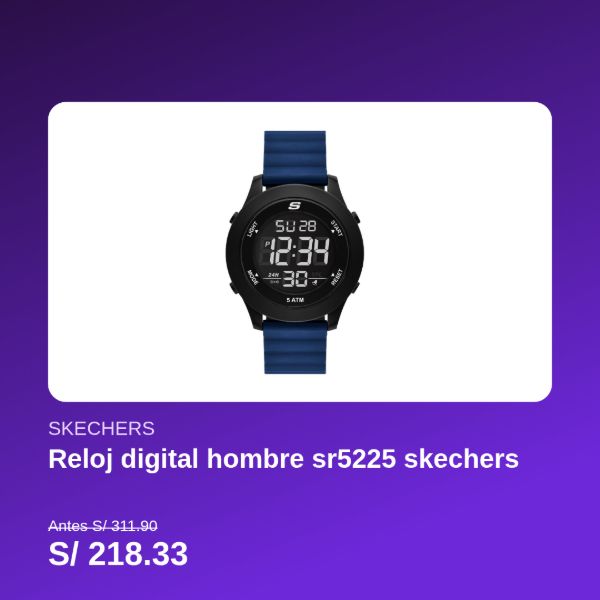 S
LIGHT
START
SU 28
P 12:34
24H
30
MODE
RESET
5 ATM
SKECHERS
Reloj digital hombre sr5225 skechers
Antes S/ 311.90
S/ 218.33